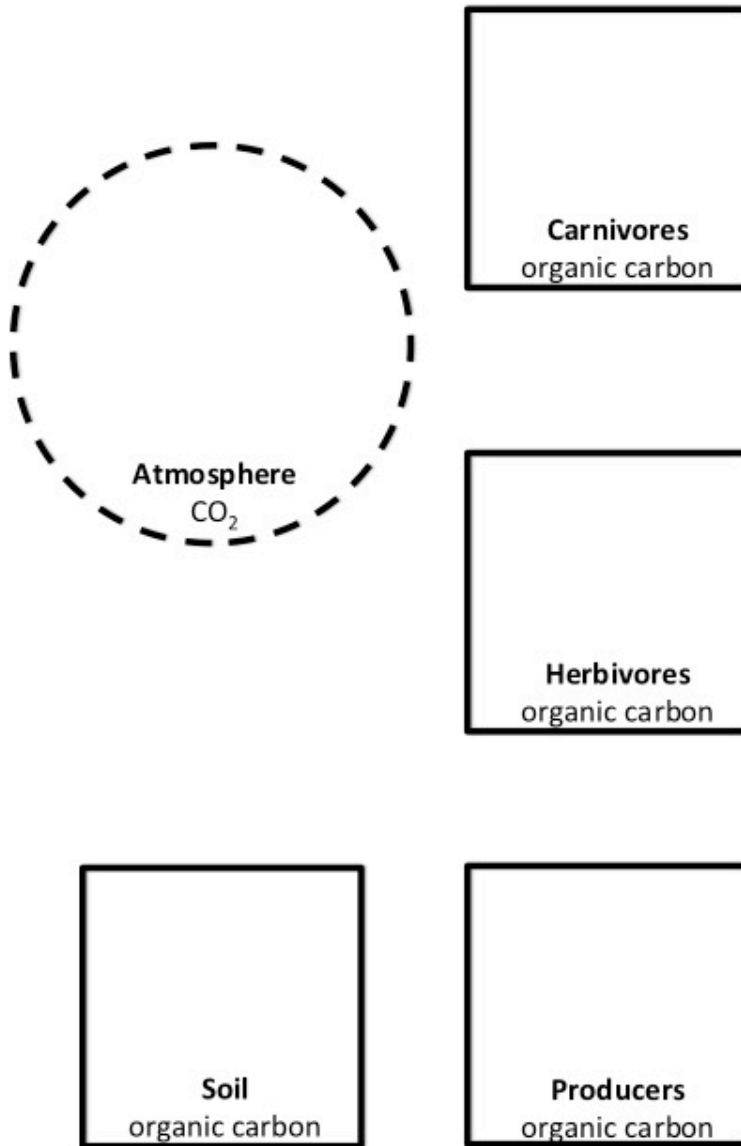 Carnivores
organic carbon
Atmosphere
CO₂
Herbivores
organic carbon
Soil
organic carbon
Producers
organic carbon